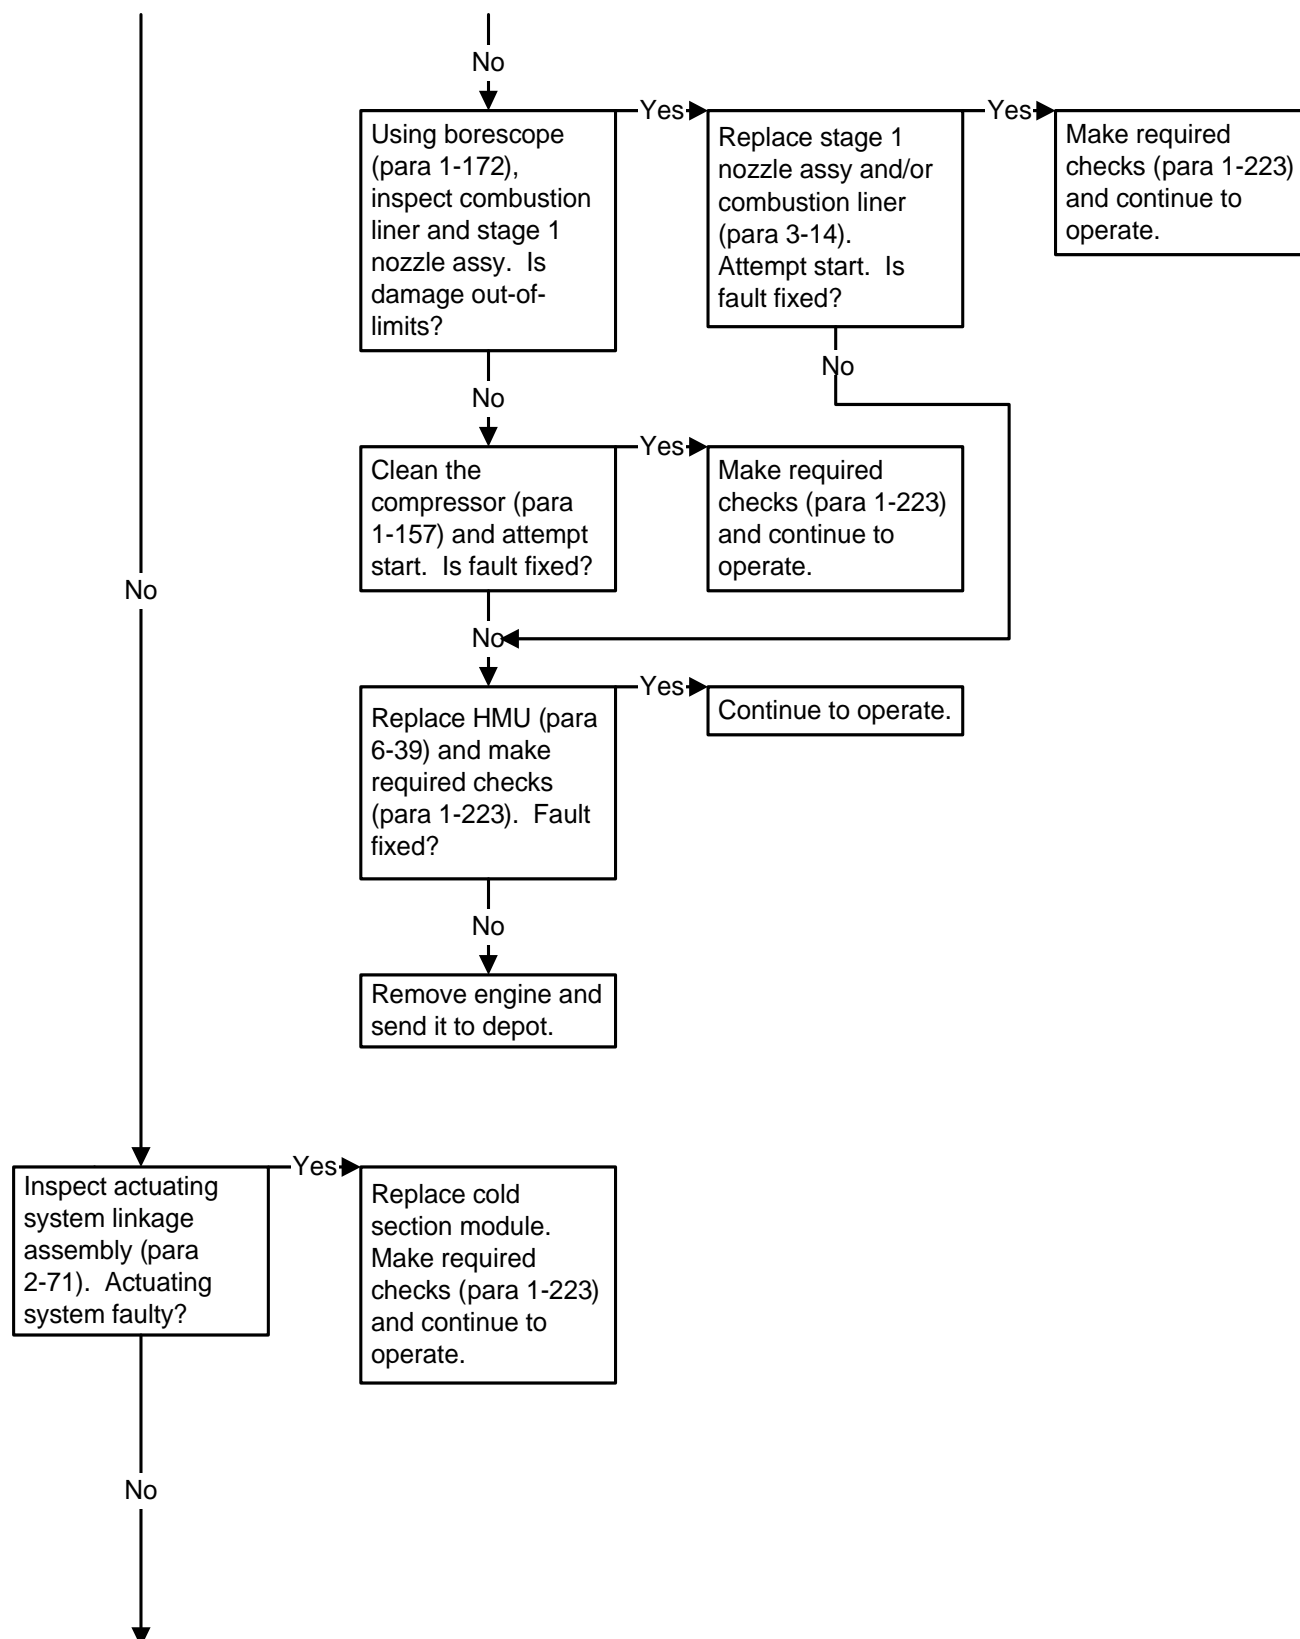 No
Using borescope
(para 1-172),
inspect combustion
liner and stage 1
nozzle assy.  Is
damage out-of-
limits?
Yes
Replace stage 1
nozzle assy and/or
combustion liner
(para 3-14).
Attempt start.  Is
fault fixed?
Yes
Make required
checks (para 1-223)
and continue to
operate.
No
No
Clean the
compressor (para
1-157) and attempt
start.  Is fault fixed?
Yes
Make required
checks (para 1-223)
and continue to
operate.
No
No
Replace HMU (para
6-39) and make
required checks
(para 1-223).  Fault
fixed?
Yes
Continue to operate.
No
Remove engine and
send it to depot.
Inspect actuating
system linkage
assembly (para
2-71).  Actuating
system faulty?
Yes
Replace cold
section module.
Make required
checks (para 1-223)
and continue to
operate.
No